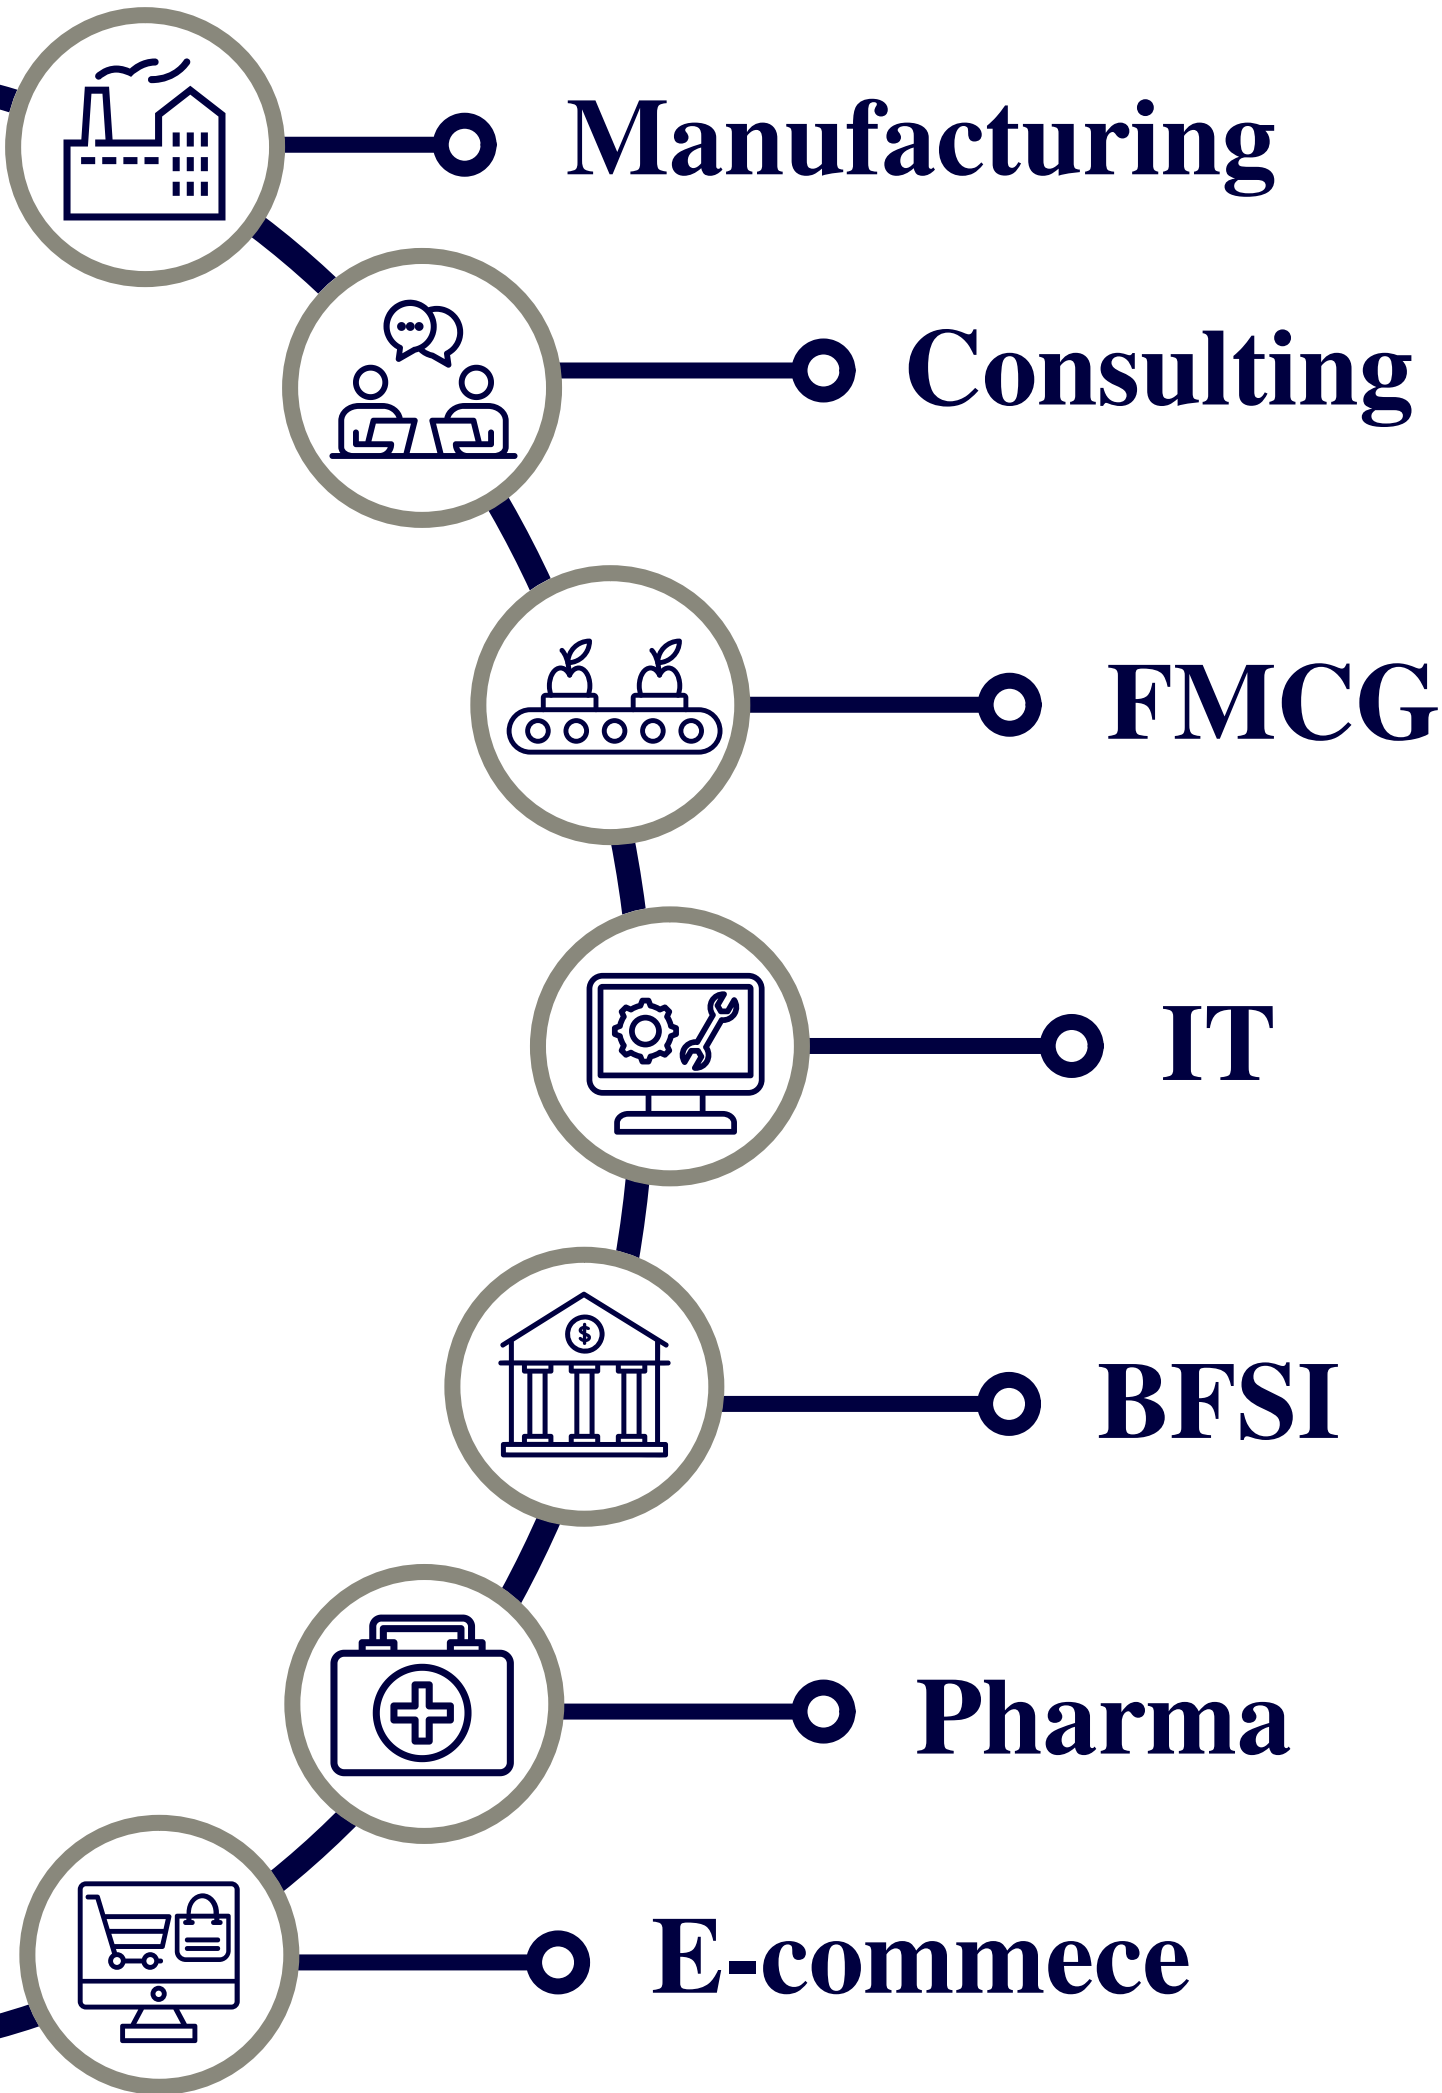 Manufacturing
Consulting
FMCG
IT
BFSI
Pharma
E-commece